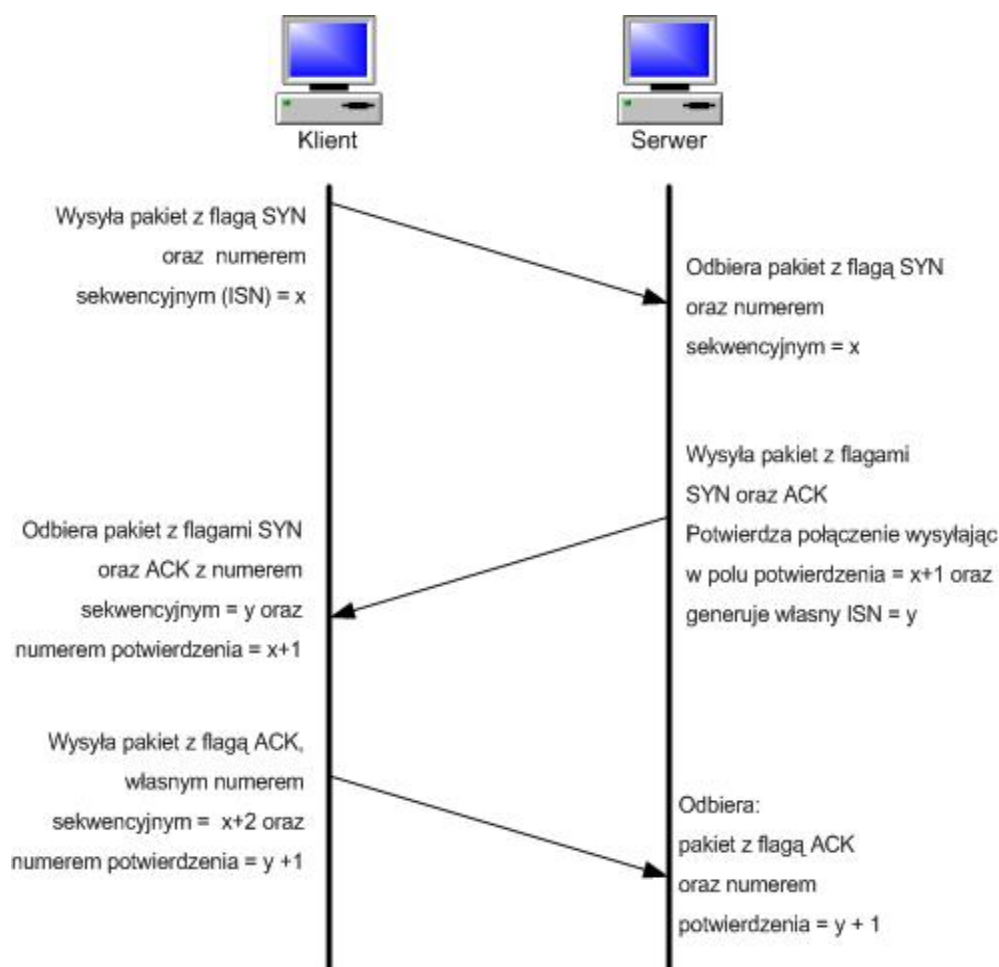 Klient
Serwer
Wysyła pakiet z flagą SYN
oraz numerem
sekwencyjnym (ISN) = x
Odbiera pakiet z flagą SYN
oraz numerem
sekwencyjnym = x
Wysyła pakiet z flagami
SYN oraz ACK
Potwierdza połączenie wysyłając
w polu potwierdzenia = x+1 oraz
generuje własny ISN = y
Odbiera pakiet z flagami SYN
oraz ACK z numerem
sekwencyjnym = y oraz
numerem potwierdzenia = x+1
Wysyła pakiet z flagą ACK,
własnym numerem
sekwencyjnym = x+2 oraz
numerem potwierdzenia = y +1
Odbiera:
pakiet z flagą ACK
oraz numerem
potwierdzenia = y + 1